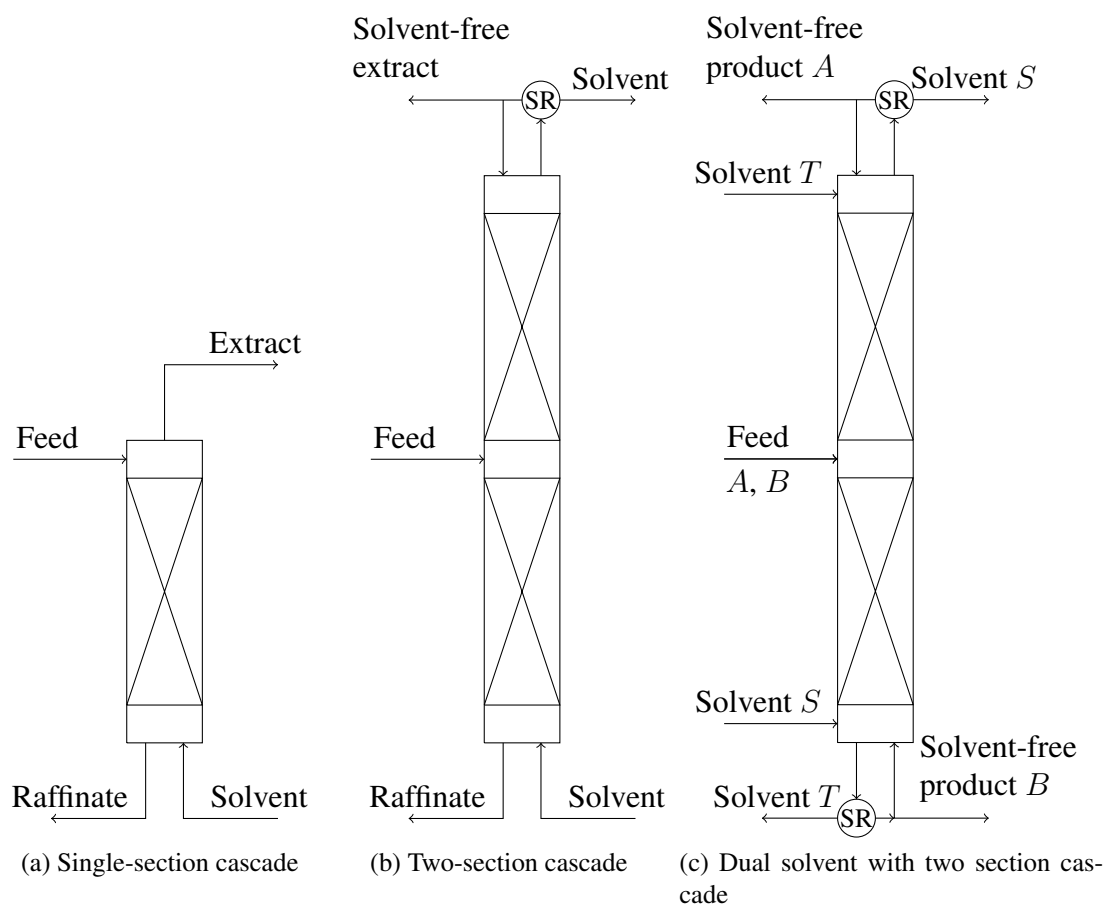 Solvent-free
extract
SR
Solvent
Feed
Extract
Feed
Raffinate
Solvent
Raffinate
Solvent
Solvent-free
product A
SR
Solvent S
Solvent T
Feed
A, B
Solvent S
Solvent T
SR
Solvent-free
product B
(a) Single-section cascade
(b) Two-section cascade
(c) Dual solvent with two section cas-
cade